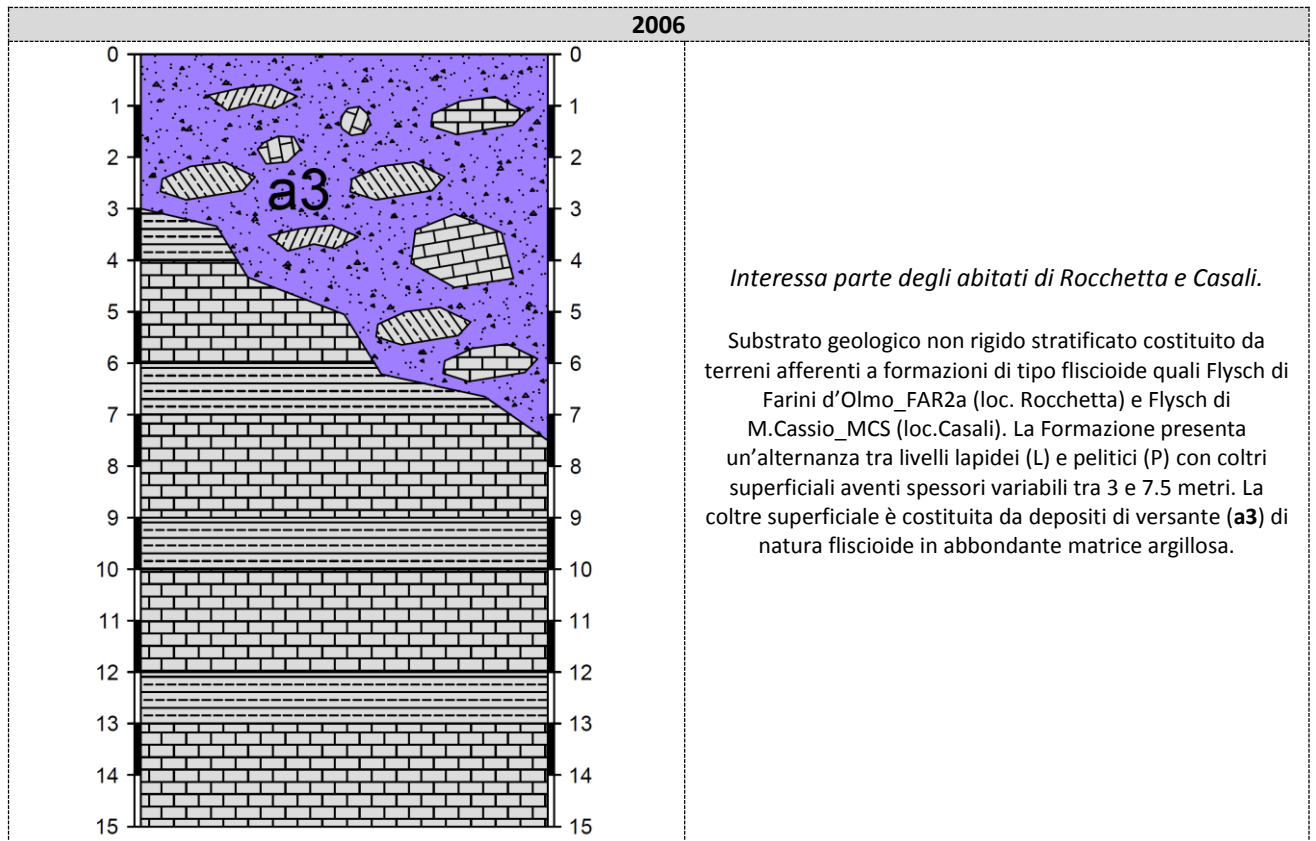 2006
0 0
1 1
2 2
a3
3 3
4 4
5 5
6 6
7 7
8 8
9 9
10 10
11 11
12 12
13 13
14 14
15 15
Interessa parte degli abitati di Rocchetta e Casali.
Substrato geologico non rigido stratificato costituito da
terreni afferenti a formazioni di tipo fliscioide quali Flysch di
Farini d’Olmo_FAR2a (loc. Rocchetta) e Flysch di
M.Cassio_MCS (loc.Casali). La Formazione presenta
un’alternanza tra livelli lapidei (L) e pelitici (P) con coltri
superficiali aventi spessori variabili tra 3 e 7.5 metri. La
coltre superficiale è costituita da depositi di versante (a3) di
natura fliscioide in abbondante matrice argillosa.